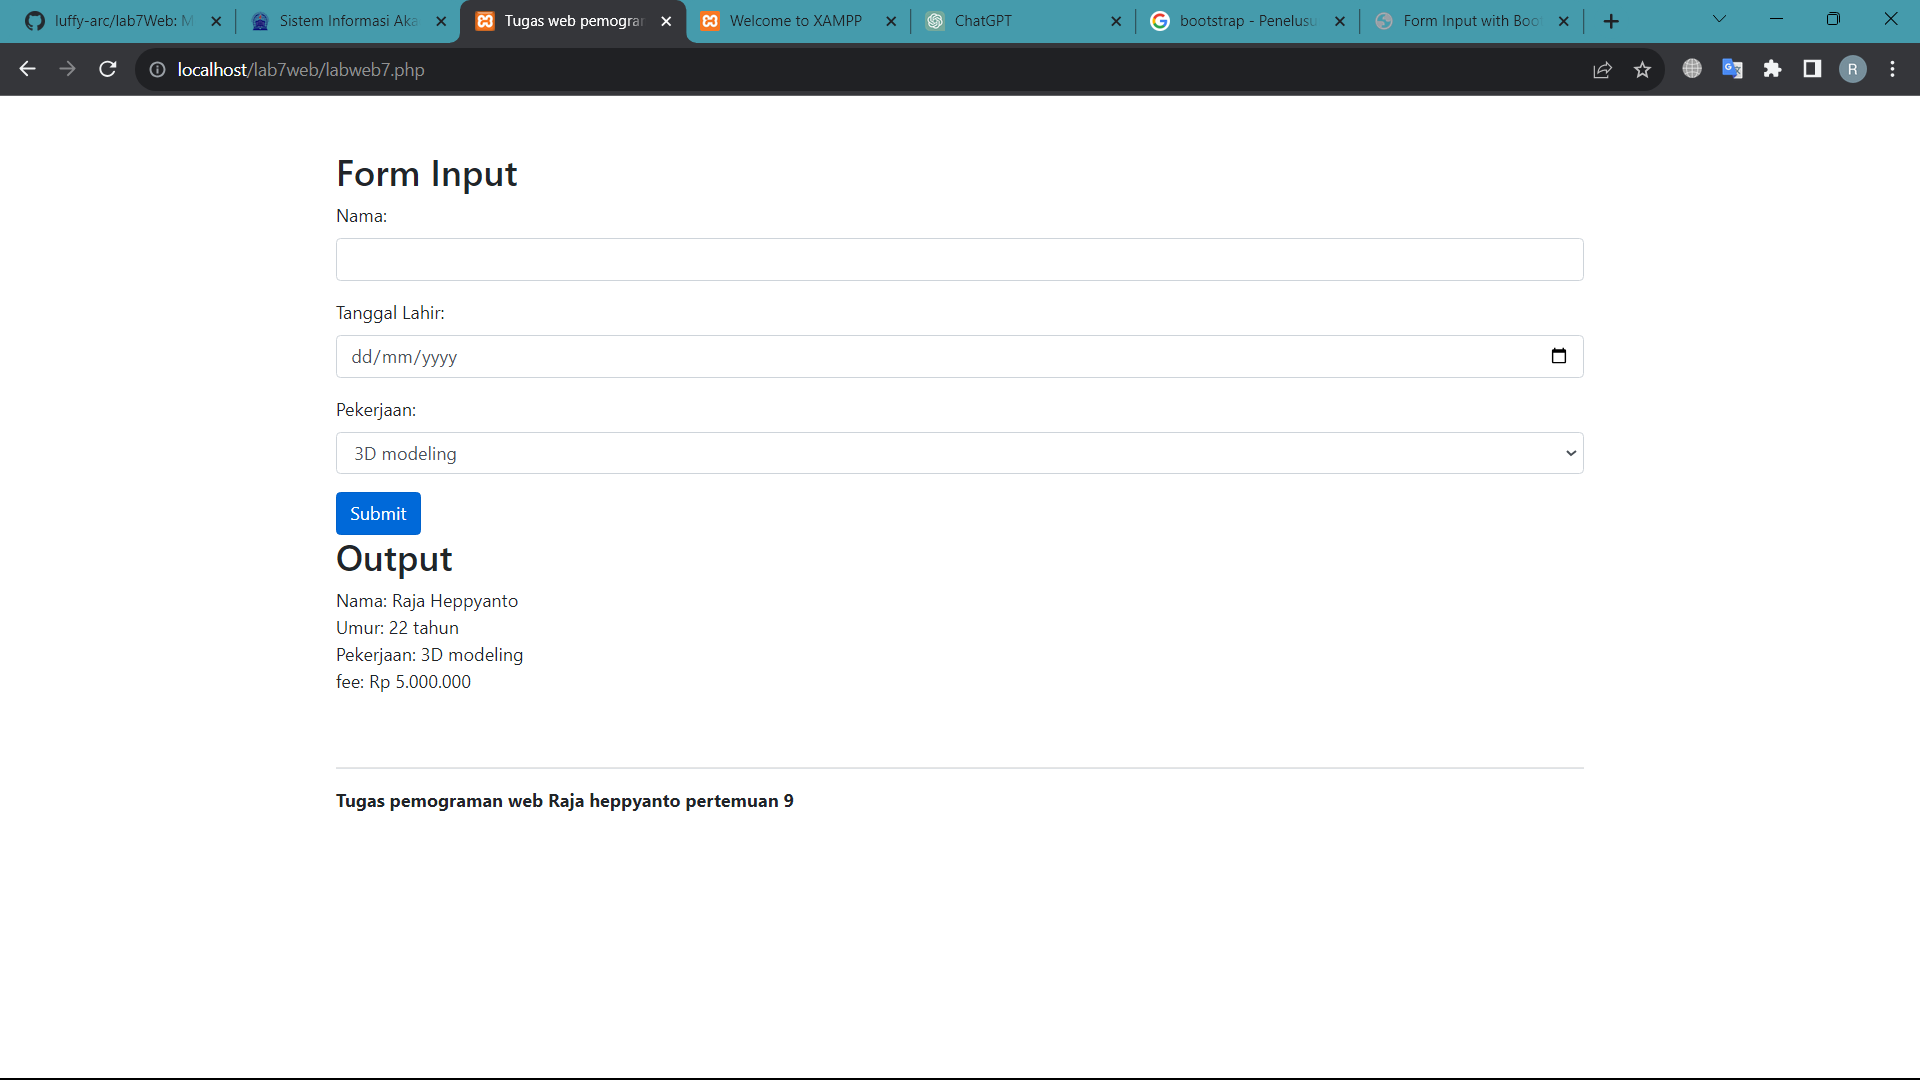 luffy-arc/lab7Web: M
Sistem Informasi Aka
Tugas web pemogram
Welcome to XAMPP
ChatGPT
bootstrap - Penelusu
Form Input with Boot
localhost/lab7web/labweb7.php
R
Form Input
Nama:
Tanggal Lahir:
dd/mm/yyyy
Pekerjaan:
3D modeling
Submit
Output
Nama: Raja Heppyanto
Umur: 22 tahun
Pekerjaan: 3D modeling
fee: Rp 5.000.000
Tugas pemograman web Raja heppyanto pertemuan 9